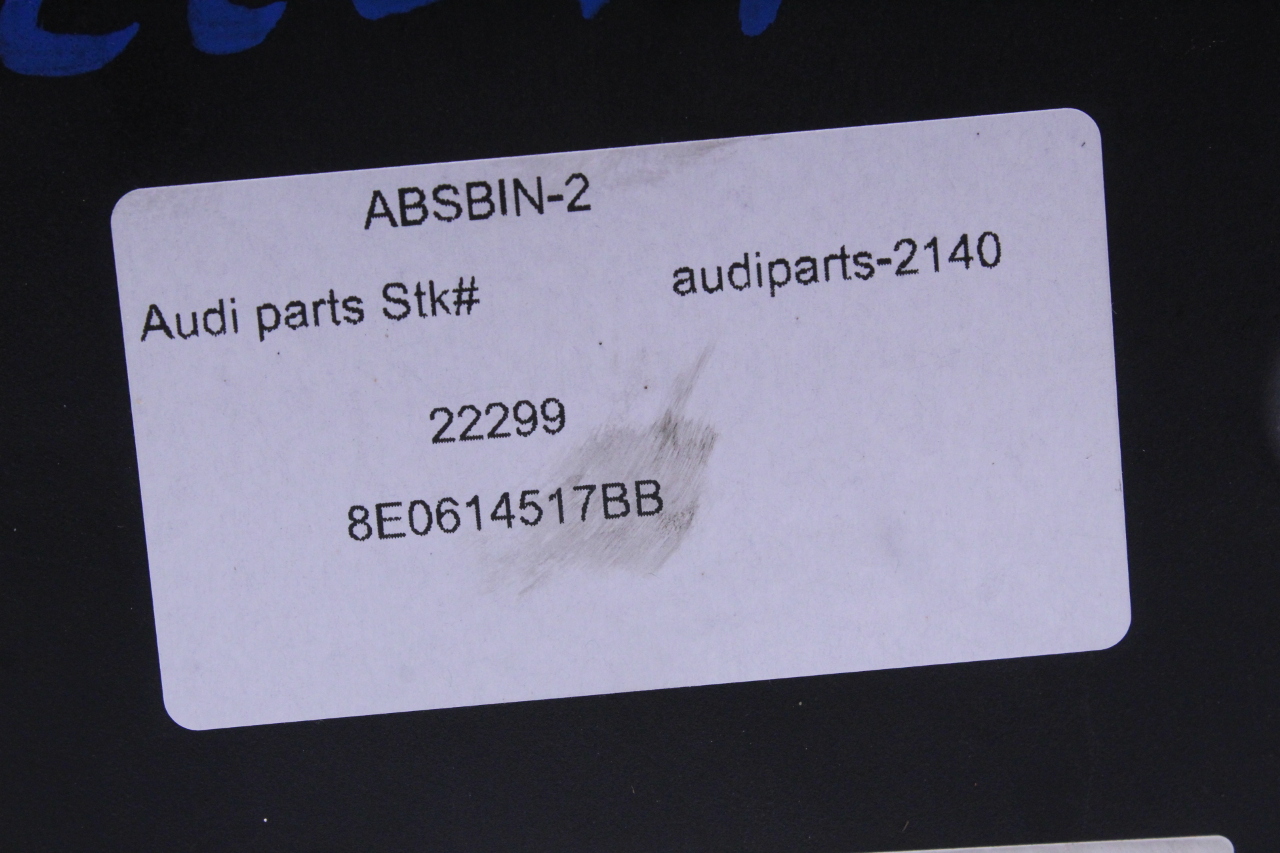 ABSBIN-2
Audi parts Stk# audiparts-2140
22299
8E0614517BB